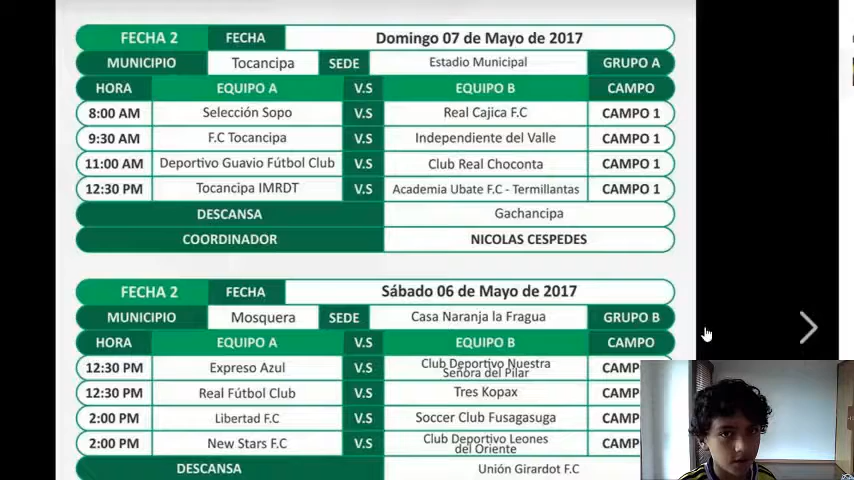 FECHA 2 FECHA Domingo 07 de Mayo de 2017
MUNICIPIO Tocancipa SEDE Estadio Municipal GRUPO A
HORA EQUIPO A V.S EQUIPO B CAMPO
8:00 AM Selección Sopo V.S Real Cajica F.C CAMPO 1
9:30 AM F.C Tocancipa V.S Independiente del Valle CAMPO 1
11:00 AM Deportivo Guavio Fútbol Club V.S Club Real Choconta CAMPO 1
12:30 PM Tocancipa IMRDT V.S Academia Ubate F.C - Termillantas CAMPO 1
DESCANSA Gachancipa
COORDINADOR NICOLAS CESPEDES
FECHA 2 FECHA Sábado 06 de Mayo de 2017
MUNICIPIO Mosquera SEDE Casa Naranja la Fragua GRUPO B
HORA EQUIPO A V.S EQUIPO B CAMPO
12:30 PM Expreso Azul V.S Club Deportivo Nuestra Señora del Pilar CAMP
12:30 PM Real Fútbol Club V.S Tres Kopax CAMP
2:00 PM Libertad F.C V.S Soccer Club Fusagasuga CAMP
2:00 PM New Stars F.C V.S Club Deportivo Leones del Oriente CAMP
DESCANSA Unión Girardot F.C